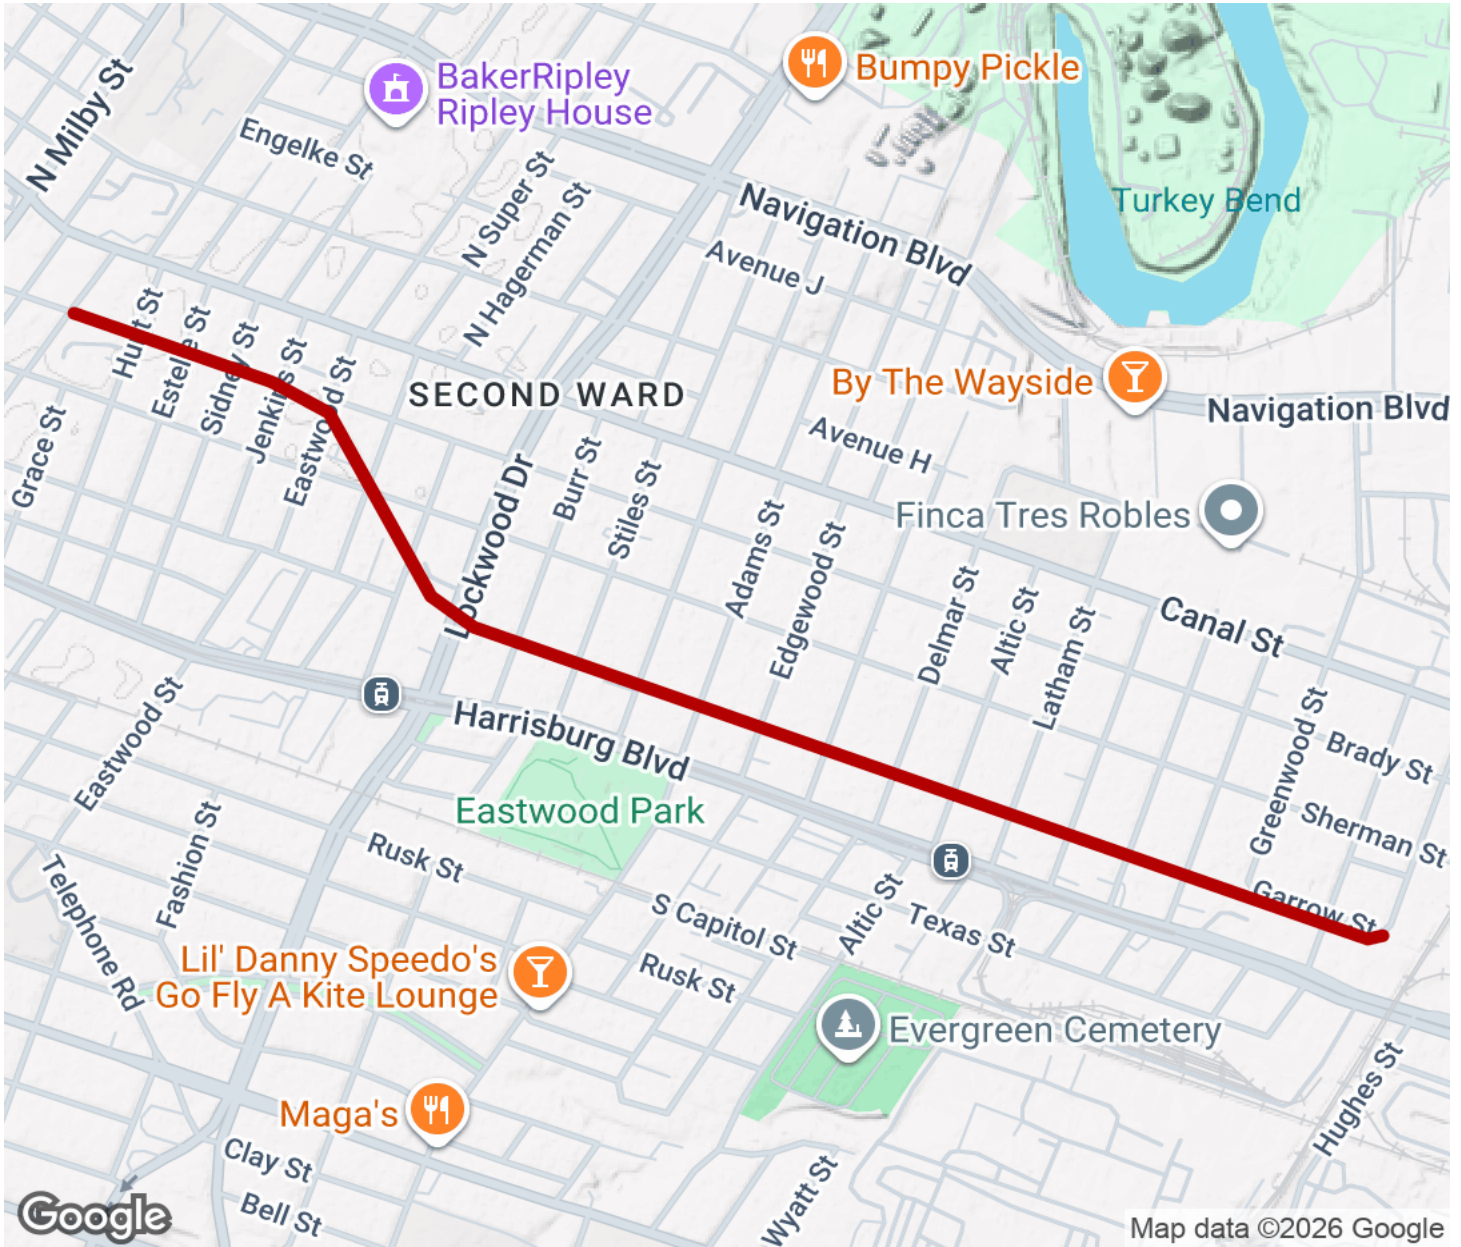 N Milby St
BakerRipley
Ripley House
Bumpy Pickle
Engelke St
N Super St
N Hagerman St
Navigation Blvd
Avenue J
Turkey Bend
Hunt St
Estelle St
Sidney St
Jenkins St
Eastwood St
Grace St
SECOND WARD
By The Wayside
Navigation Blvd
Avenue H
Lockwood Dr
Burr St
Stiles St
Adams St
Edgewood St
Finca Tres Robles
Delmar St
Altic St
Latham St
Canal St
Greenwood St
Brady St
Sherman St
Garrow St
Eastwood St
Harrisburg Blvd
Eastwood Park
Fashion St
Telephone Rd
Rusk St
S Capitol St
Rusk St
Altic St
Texas St
Lil' Danny Speedo's
Go Fly A Kite Lounge
Evergreen Cemetery
Hughes St
Maga's
Clay St
Bell St
Wyatt St
Google
Map data ©2026 Google